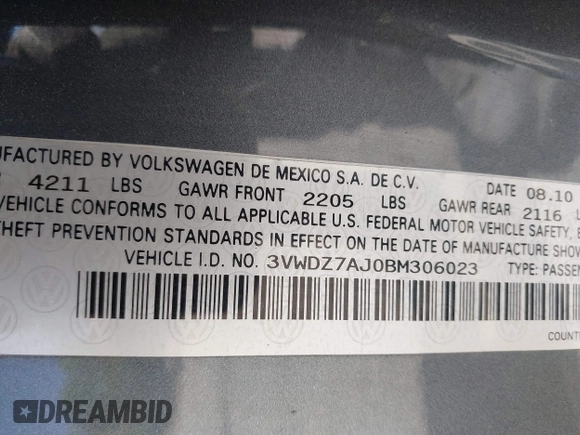 UFACTURED BY VOLKSWAGEN DE MEXICO S.A. DE C.V. DATE 08.10
4211 LBS GAWR FRONT 2205 LBS GAWR REAR 2116 L
VEHICLE CONFORMS TO ALL APPLICABLE U.S. FEDERAL MOTOR VEHICLE SAFETY, B
THEFT PREVENTION STANDARDS IN EFFECT ON THE DATE OF MANUFACTURE SHOW
VEHICLE I.D. NO. 3VWDZ7AJ0BM306023 TYPE: PASSE
COUNT
DREAMBID